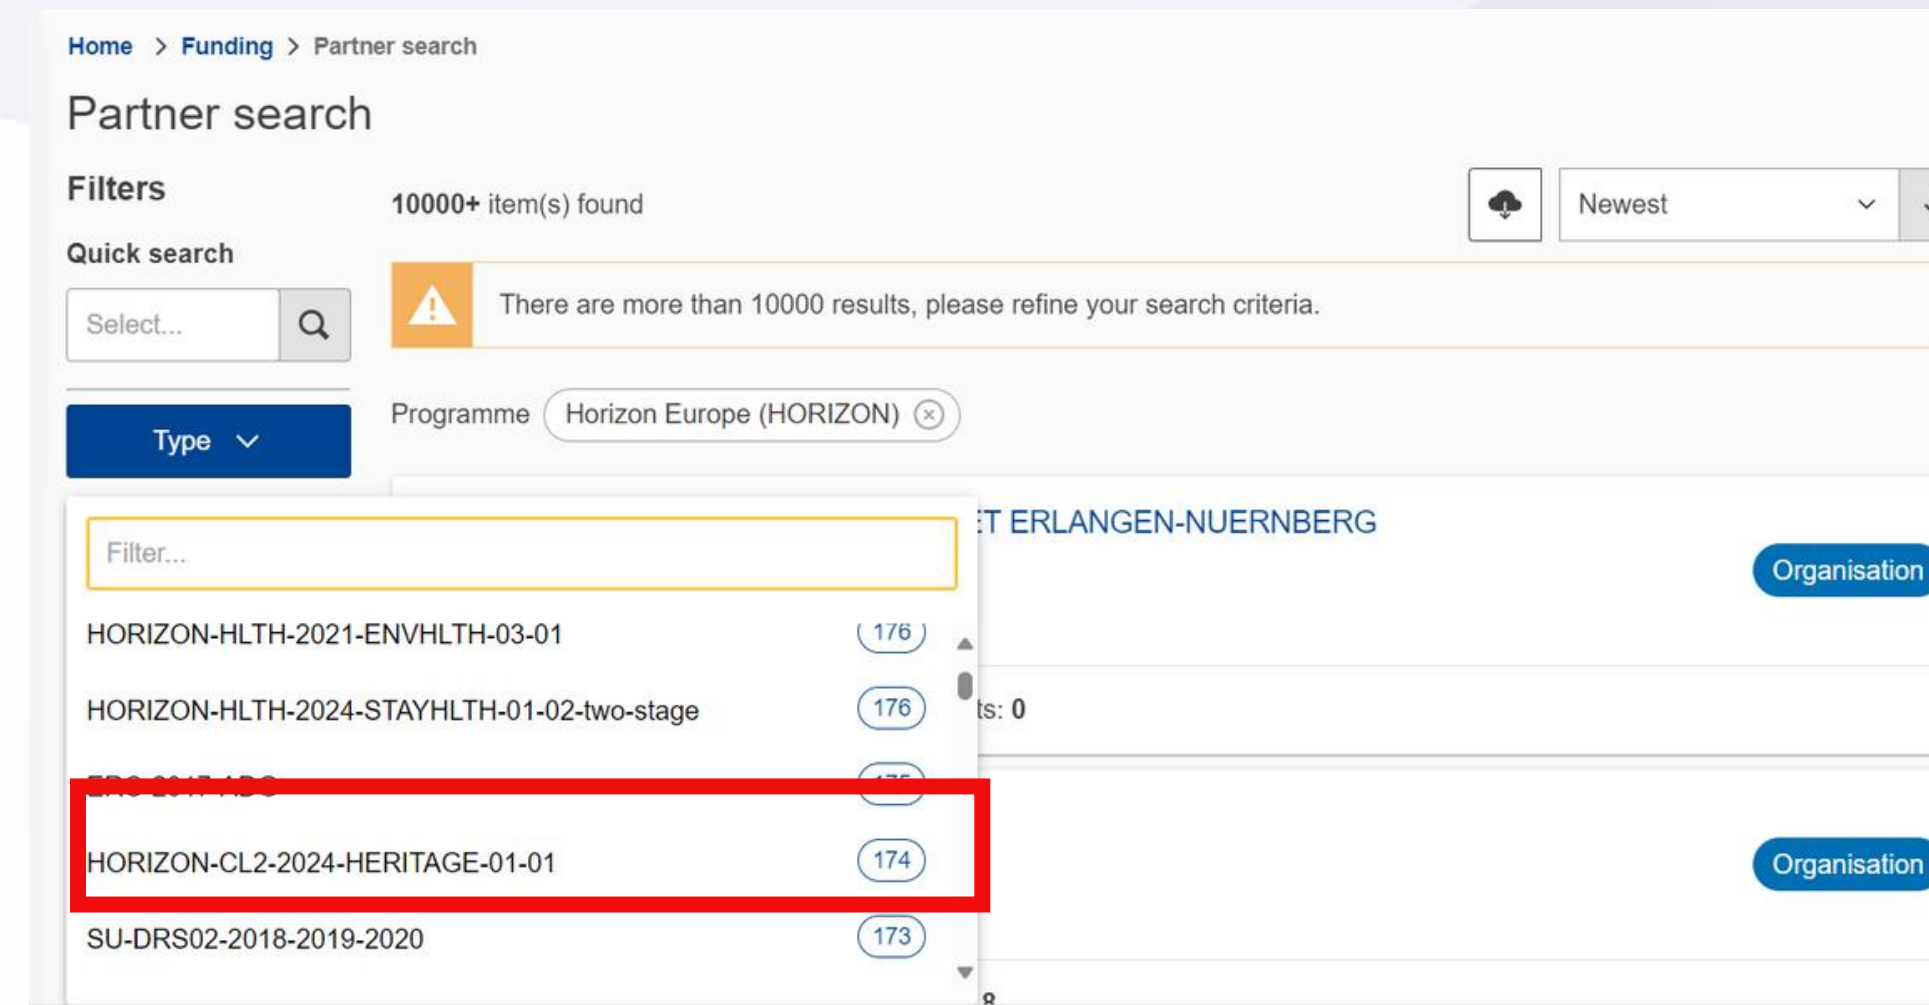 Home > Funding > Partner search
Partner search
Filters
10000+ item(s) found
Newest
Quick search
Select...
There are more than 10000 results, please refine your search criteria.
Type
Programme Horizon Europe (HORIZON)
Filter...
ERLANGEN-NUERNBERG
Organisation
HORIZON-HLTH-2021-ENVHLTH-03-01 176
HORIZON-HLTH-2024-STAYHLTH-01-02-two-stage 176
ts: 0
HORIZON-CL2-2024-HERITAGE-01-01 174
Organisation
SU-DRS02-2018-2019-2020 173